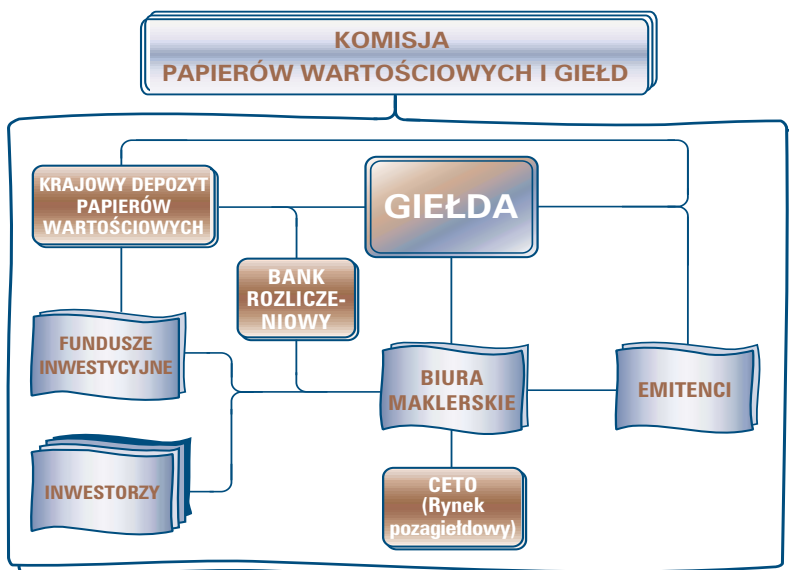 KOMISJA
PAPIERÓW WARTOŚCIOWYCH I GIEŁD
KRAJOWY DEPOZYT
PAPIERÓW
WARTOŚCIOWYCH
GIEŁDA
BANK
ROZLICZE-
NIOWY
FUNDUSZE
INWESTYCYJNE
BIURA
MAKLERSKIE
EMITENCI
INWESTORZY
CETO
(Rynek
pozagiełdowy)